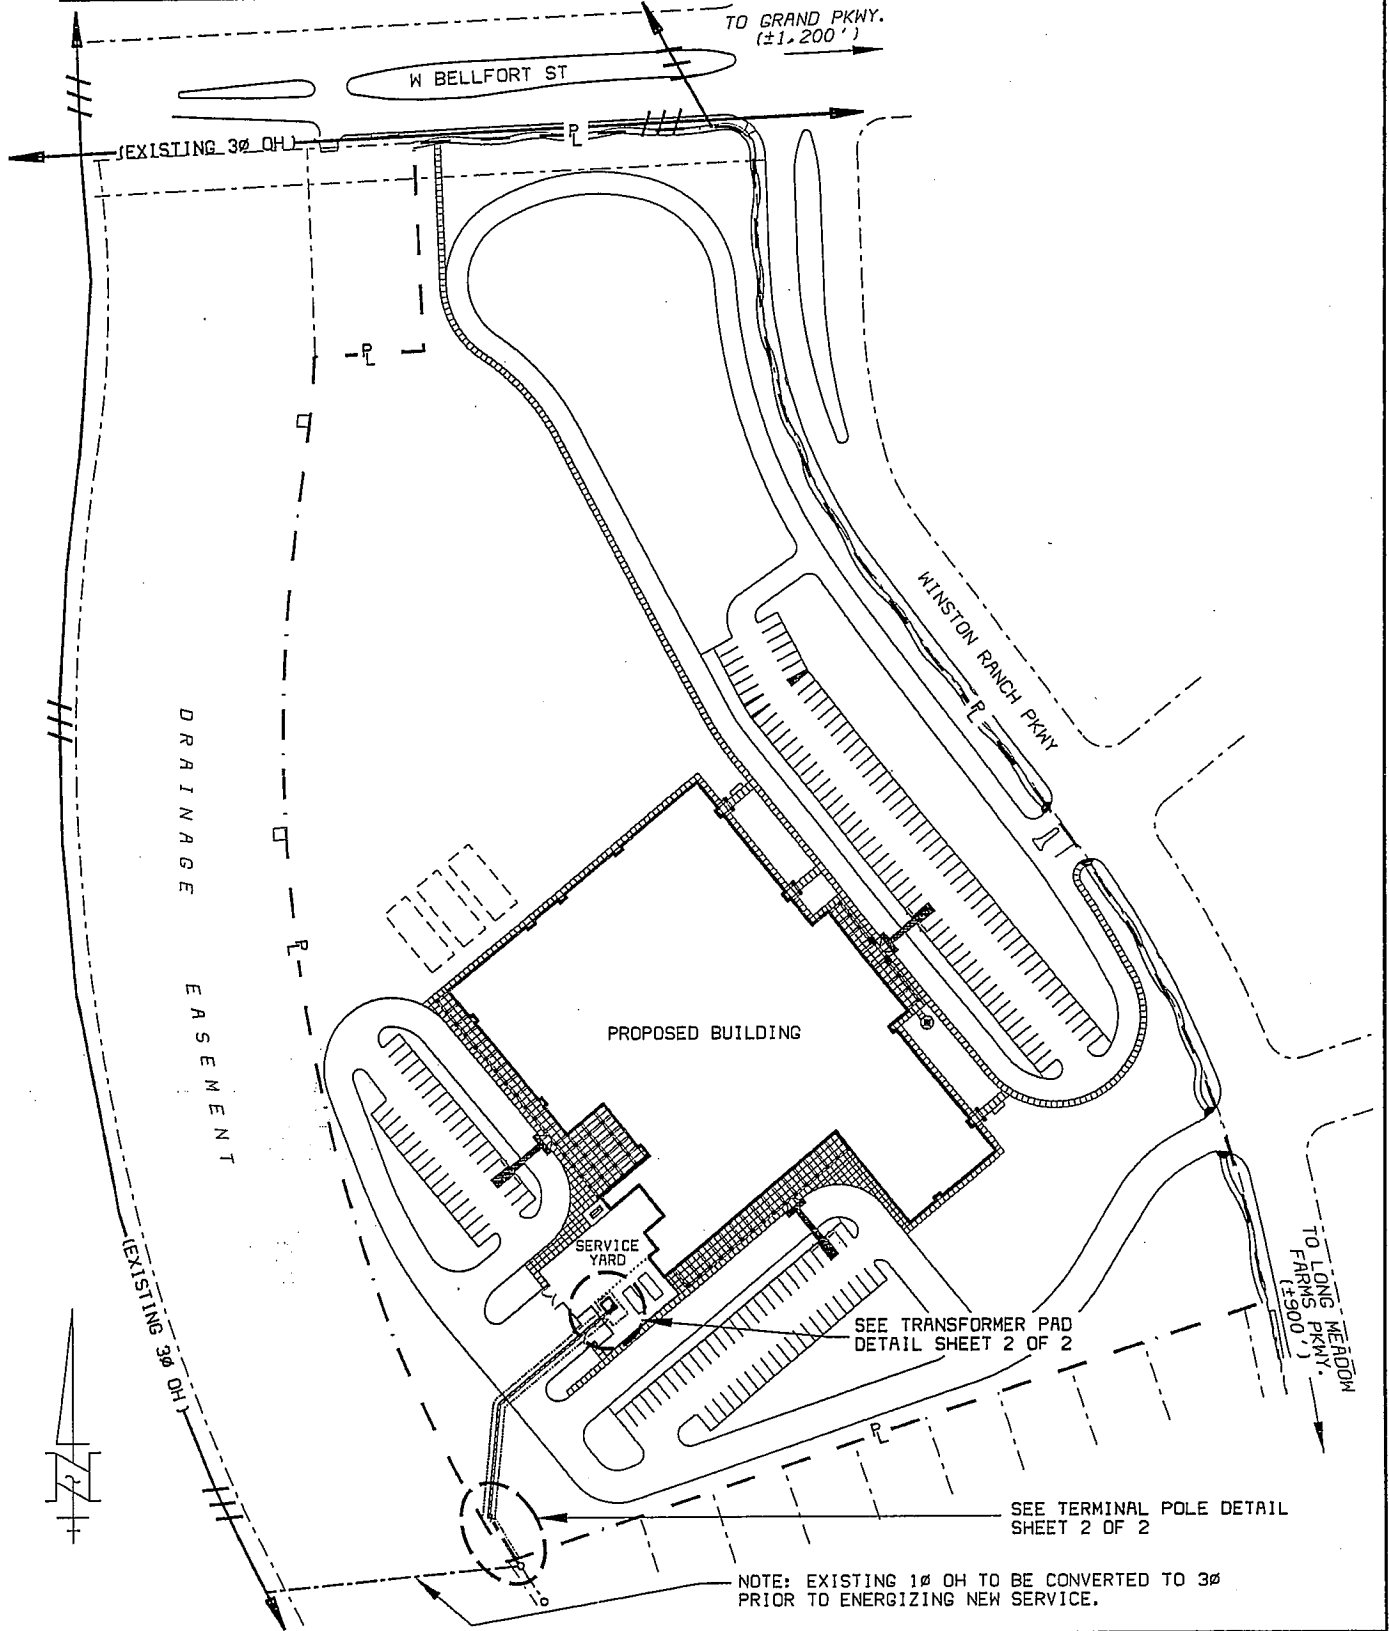 TO GRAND PKWY.
(±1,200')
W BELLFORT ST
(EXISTING 3Ø OH)
PL
PL
WINSTON RANCH PKWY
PL
DRAINAGE EASEMENT
PL
PROPOSED BUILDING
SERVICE
YARD
(EXISTING 3Ø OH)
TO LONG MEADOW
FARMS PKWY.
(±900')
SEE TRANSFORMER PAD
DETAIL SHEET 2 OF 2
PL
N
SEE TERMINAL POLE DETAIL
SHEET 2 OF 2
NOTE: EXISTING 1Ø OH TO BE CONVERTED TO 3Ø
PRIOR TO ENERGIZING NEW SERVICE.